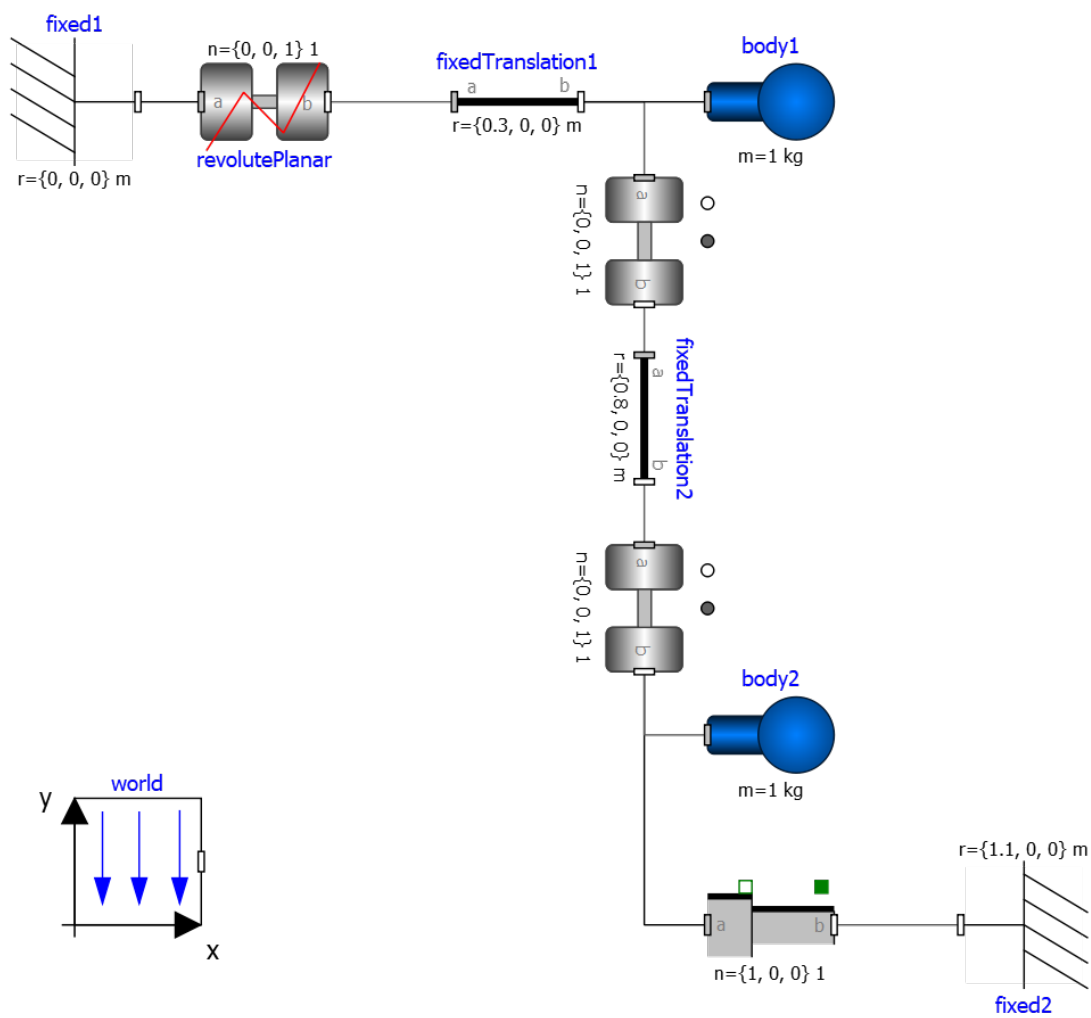 fixed1
n={0, 0, 1} 1
a
b
revolutePlanar
r={0, 0, 0} m
fixedTranslation1
a
b
r={0.3, 0, 0} m
body1
m=1 kg
a
b
n={0, 0, 1} 1
fixedTranslation2
a
b
r={0.8, 0, 0} m
a
b
n={0, 0, 1} 1
body2
m=1 kg
world
y
x
r={1.1, 0, 0} m
a
b
n={1, 0, 0} 1
fixed2